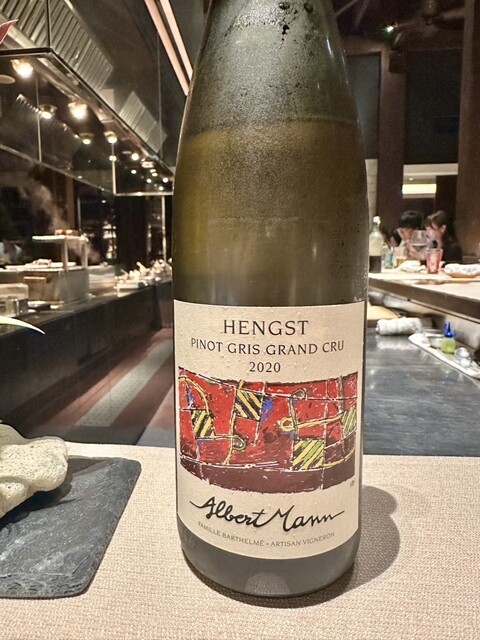 HENGST
PINOT GRIS GRAND CRU
2020
Albert Mann
FAMILLE BARTHELMÉ - ARTISAN VIGNERON